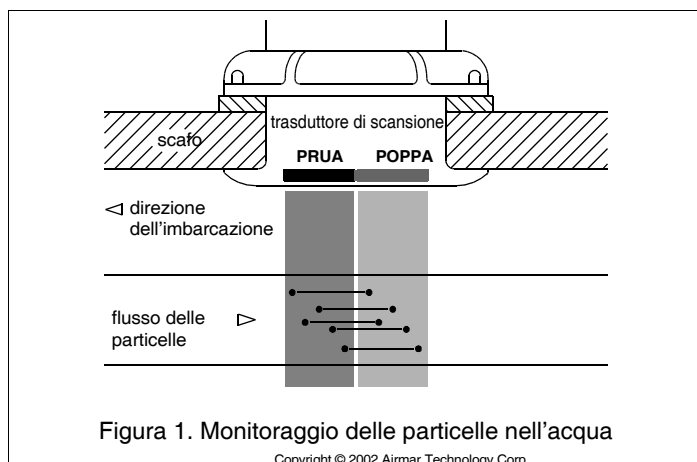 trasduttore di scansione
scafo
PRUA POPPA
direzione
dell'imbarcazione
flusso delle
particelle
Figura 1. Monitoraggio delle particelle nell'acqua
Copyright © 2002 Airmar Technology Corp.